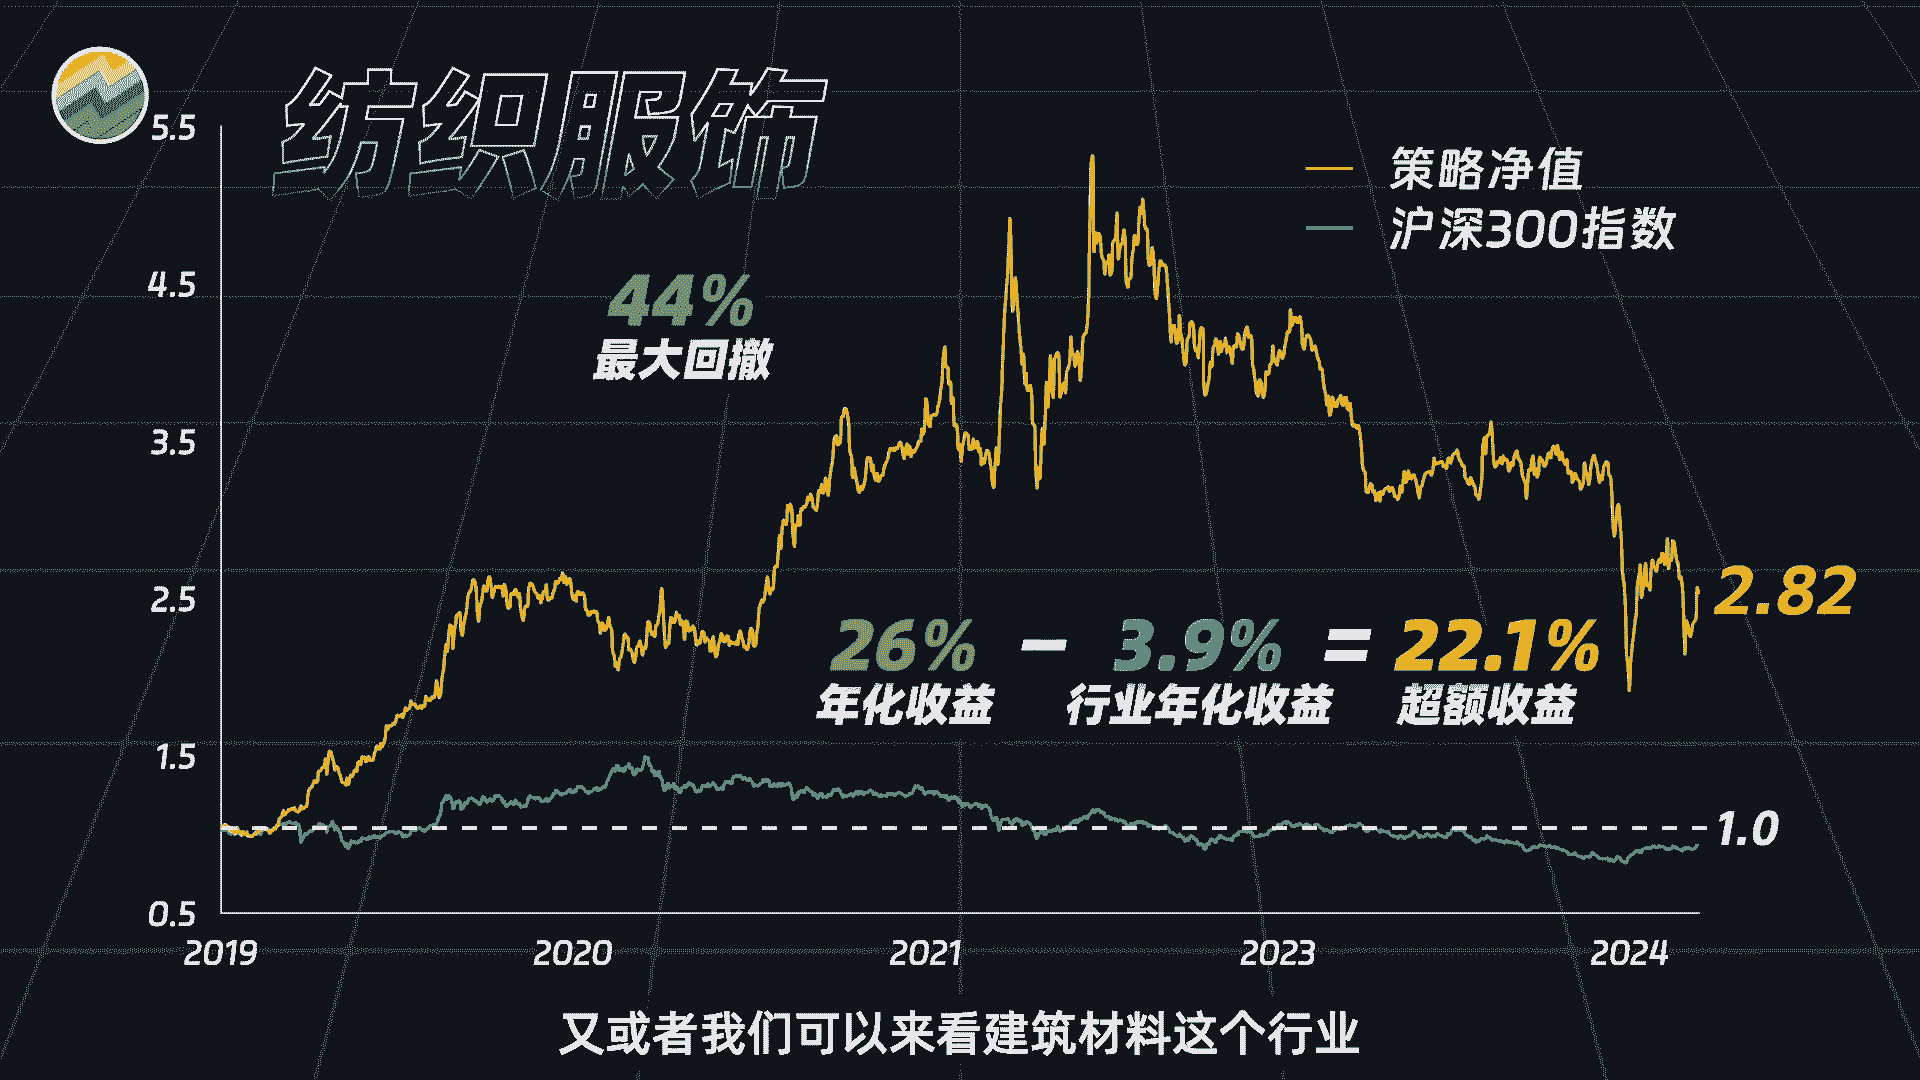 纺织服饰
5.5
4.5
3.5
2.5
1.5
0.5
策略净值
沪深300指数
44%
最大回撤
26% − 3.9% = 22.1%
年化收益 行业年化收益 超额收益
2.82
1.0
2019 2020 2021 2023 2024
又或者我们可以来看建筑材料这个行业